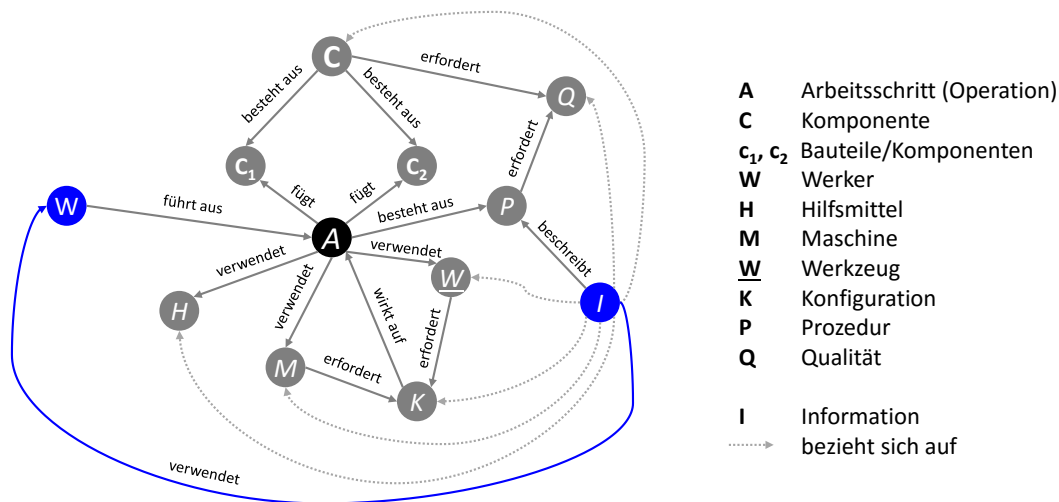 C
erfordert
besteht aus
besteht aus
Q
erfordert
c₁
c₂
fügt
fügt
W
führt aus
besteht aus
P
A
verwendet
verwendet
W
beschreibt
I
H
verwendet
wirkt auf
erfordert
M
erfordert
K
verwendet
A Arbeitsschritt (Operation)
C Komponente
c₁, c₂ Bauteile/Komponenten
W Werker
H Hilfsmittel
M Maschine
W Werkzeug
K Konfiguration
P Prozedur
Q Qualität
I Information
bezieht sich auf